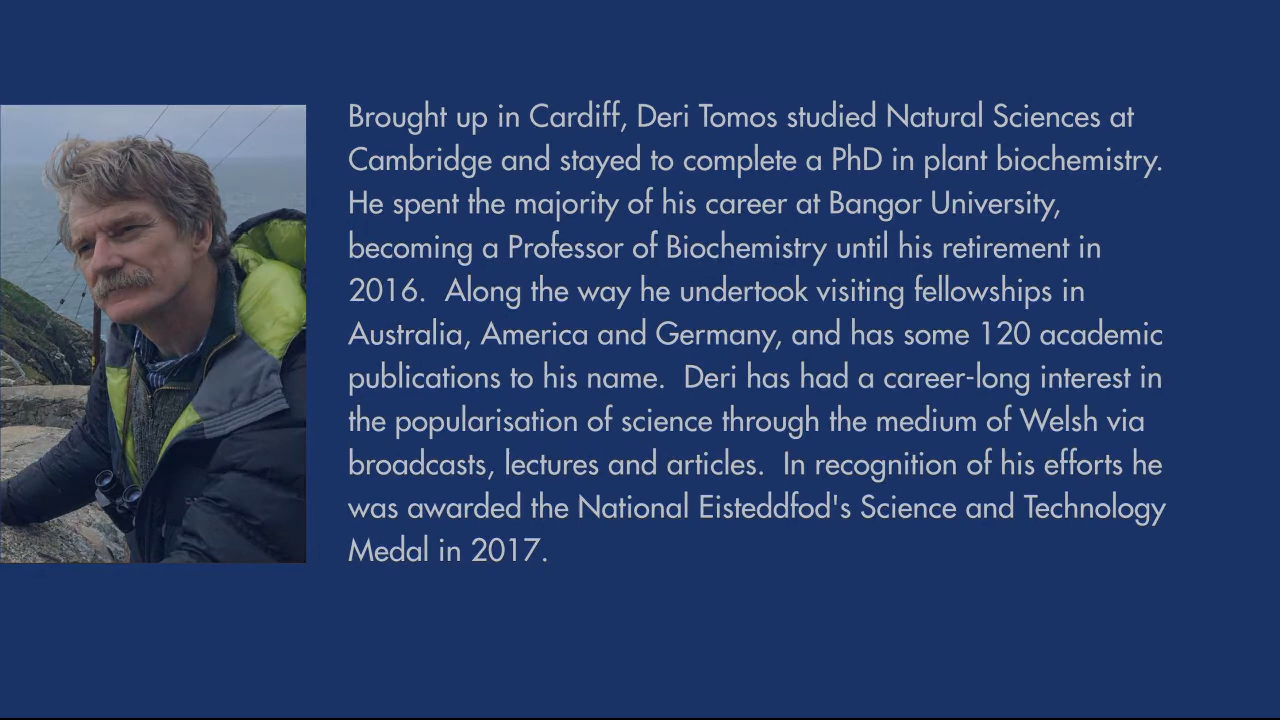 Brought up in Cardiff, Deri Tomos studied Natural Sciences at
Cambridge and stayed to complete a PhD in plant biochemistry.
He spent the majority of his career at Bangor University,
becoming a Professor of Biochemistry until his retirement in
2016.  Along the way he undertook visiting fellowships in
Australia, America and Germany, and has some 120 academic
publications to his name.  Deri has had a career-long interest in
the popularisation of science through the medium of Welsh via
broadcasts, lectures and articles.  In recognition of his efforts he
was awarded the National Eisteddfod's Science and Technology
Medal in 2017.